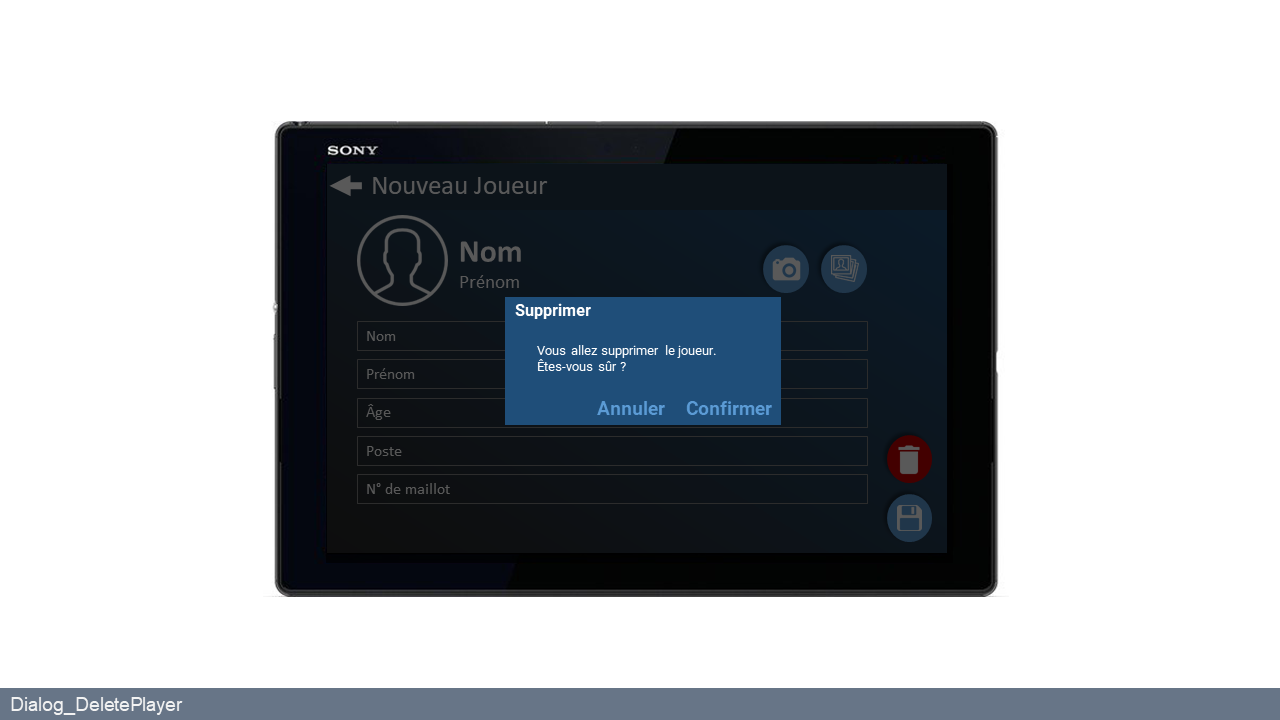 SONY
Nouveau Joueur
Nom
Prénom
Supprimer
Nom
Vous allez supprimer le joueur.
Êtes-vous sûr ?
Prénom
Annuler Confirmer
Âge
Poste
N° de maillot
Dialog_DeletePlayer